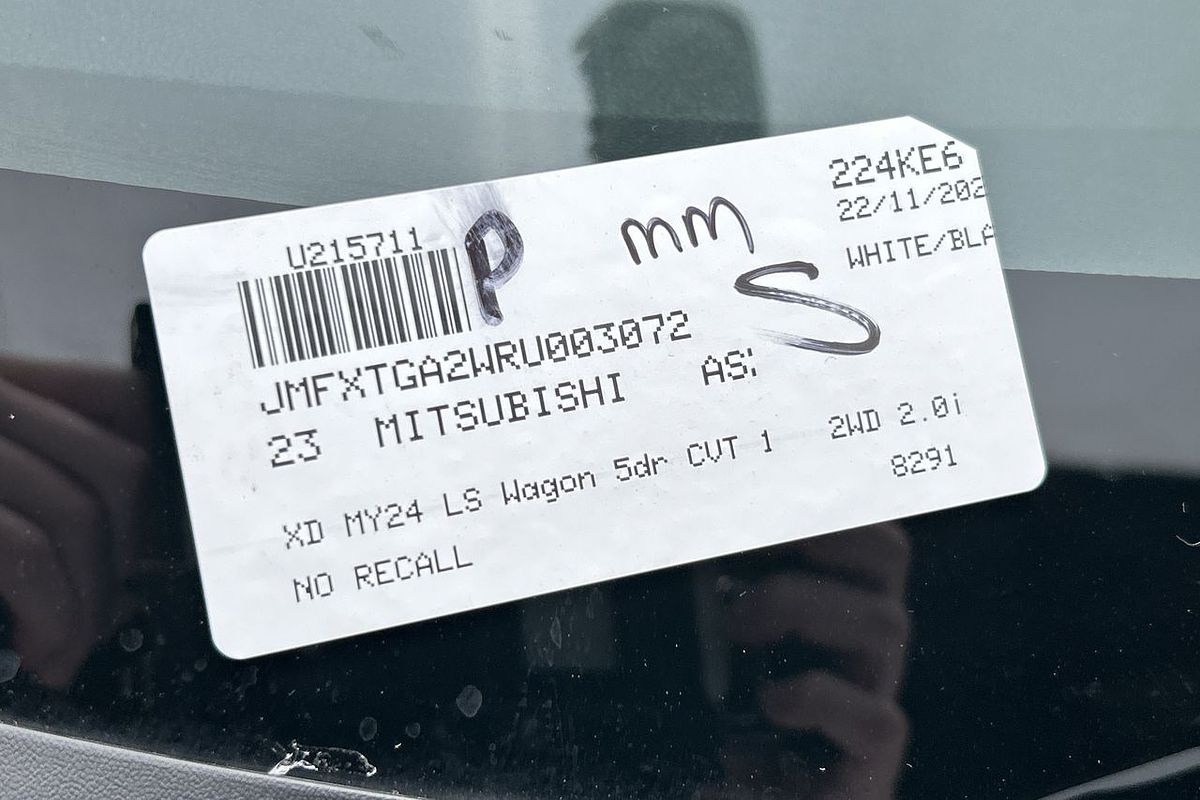 224KE6
U215711 P mm 22/11/202
S WHITE/BLA
JMFXTGA2WRU003072
23 MITSUBISHI AS:
XD MY24 LS Wagon 5dr CVT 1 2WD 2.0i
NO RECALL 8291